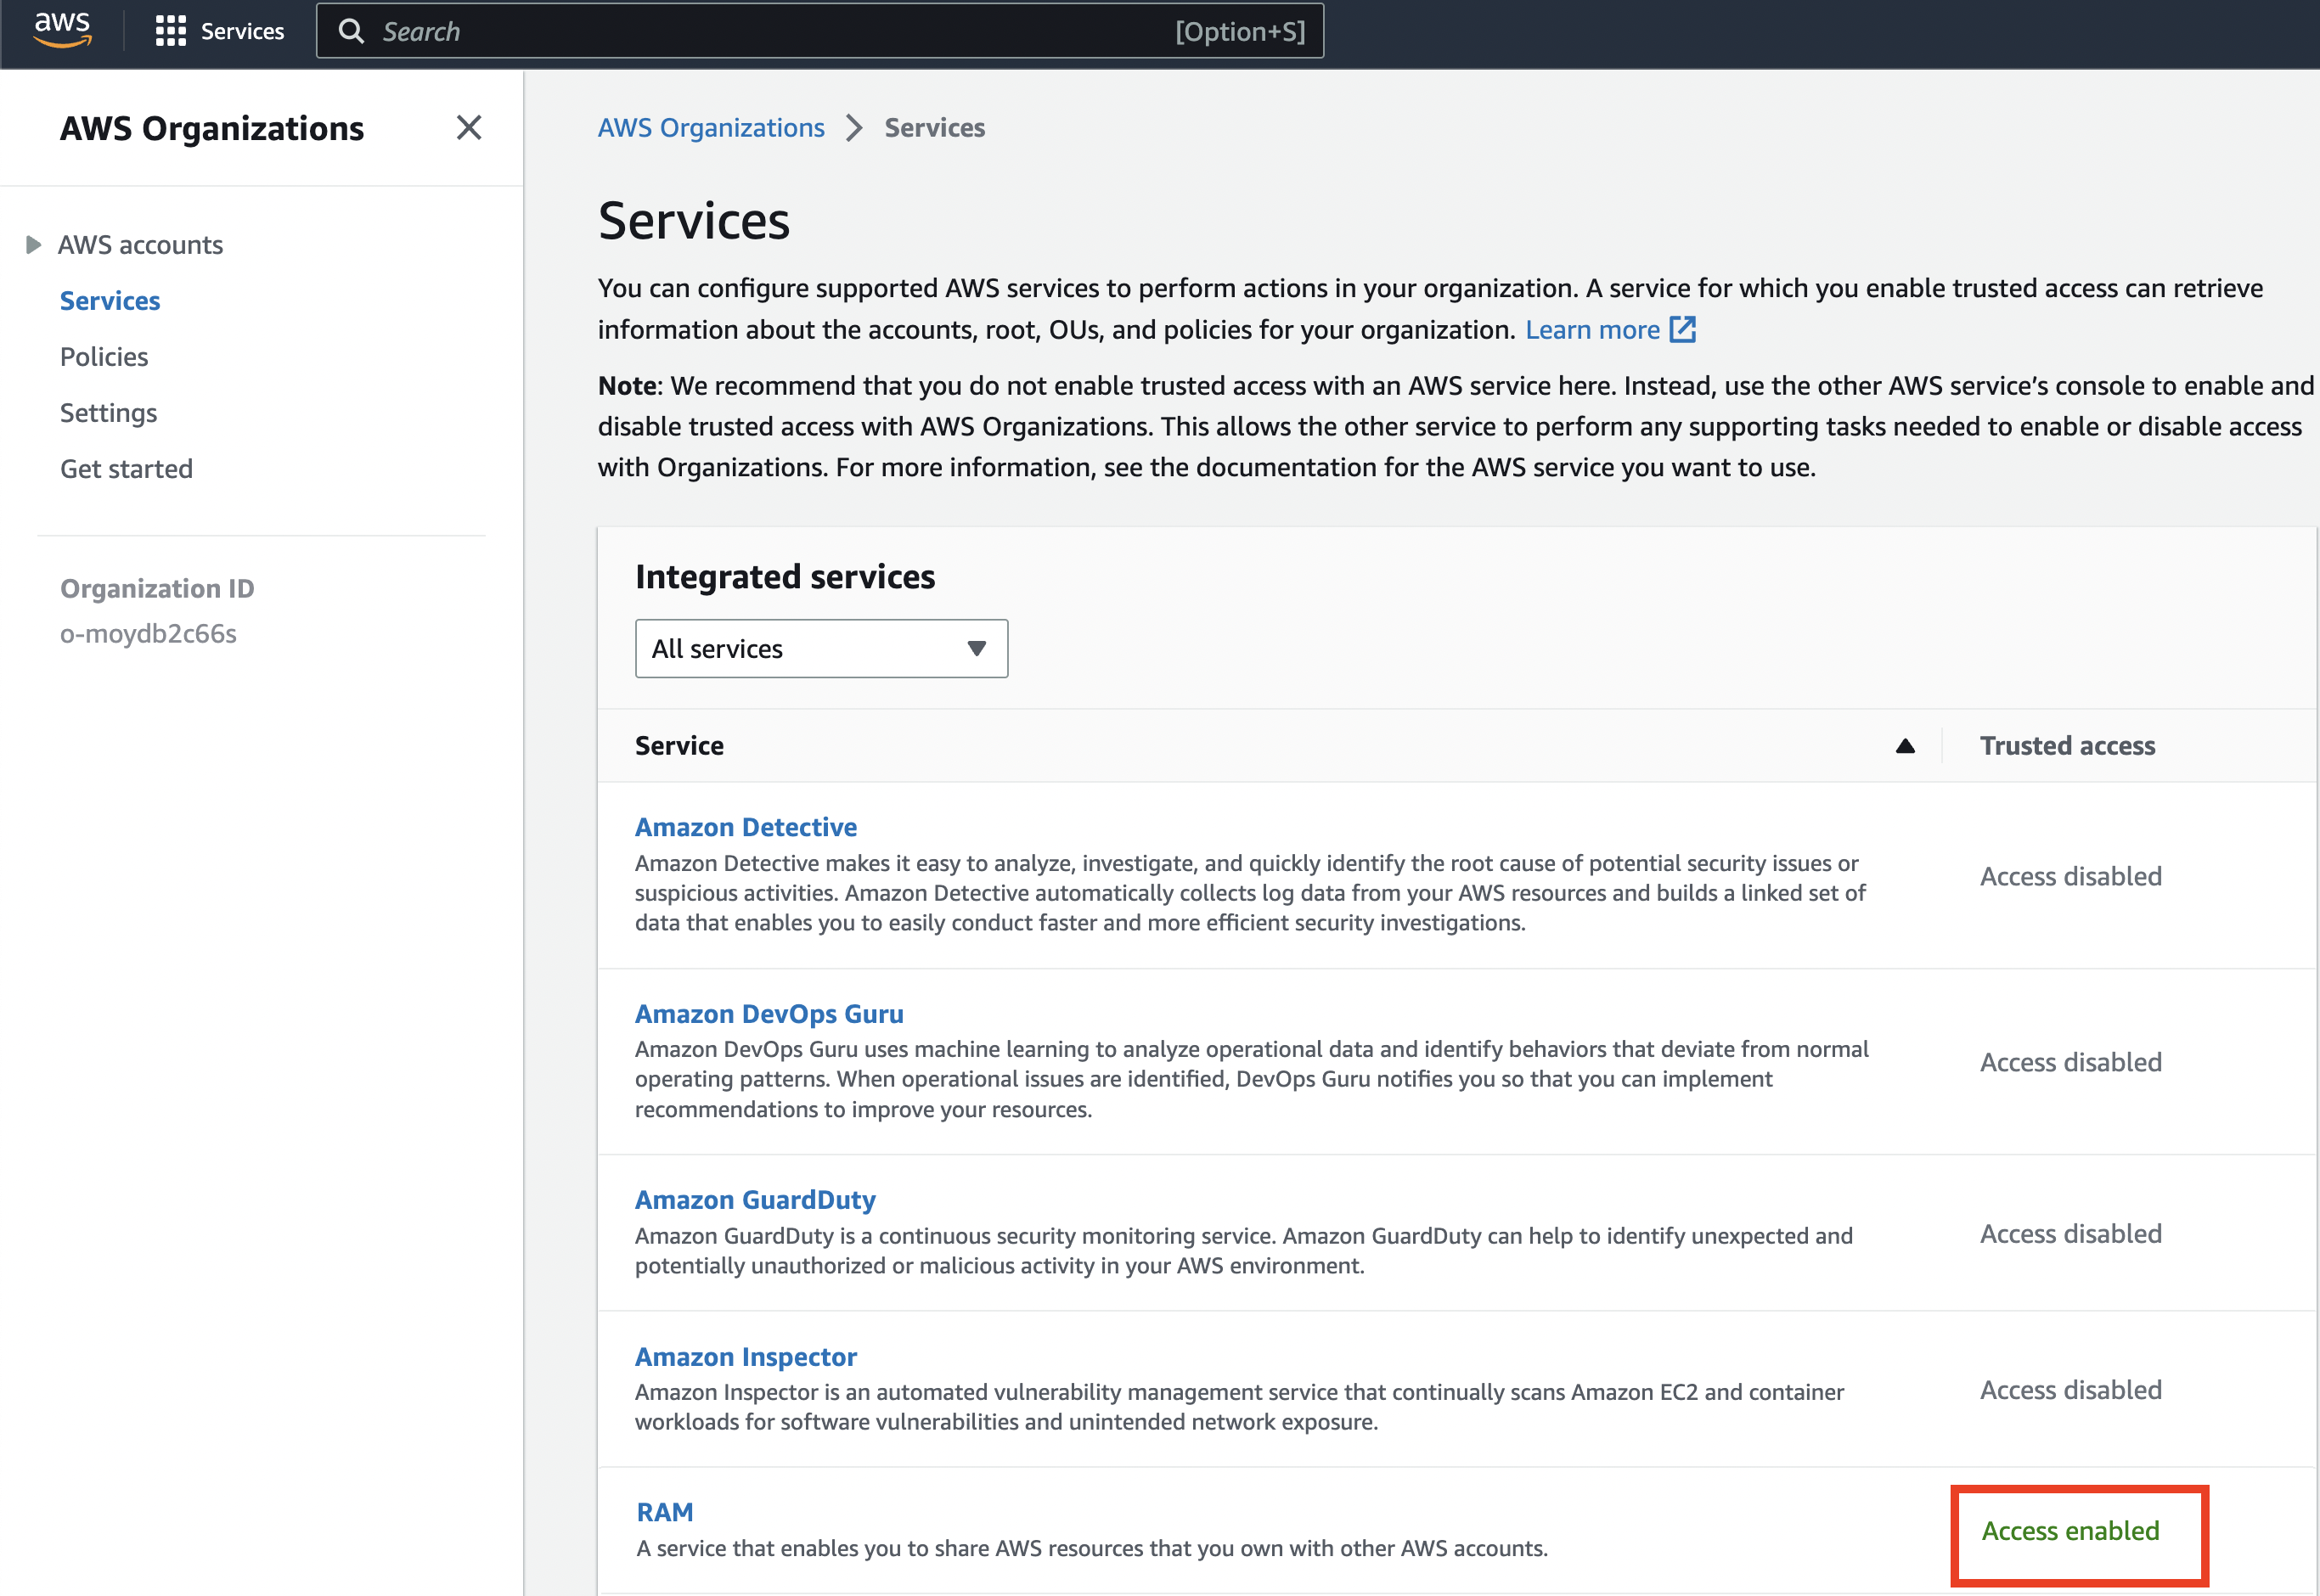 aws
Services
Search
[Option+S]
AWS Organizations
AWS accounts
Services
Policies
Settings
Get started
Organization ID
o-moydb2c66s
AWS Organizations
Services
Services
You can configure supported AWS services to perform actions in your organization. A service for which you enable trusted access can retrieve
information about the accounts, root, OUs, and policies for your organization. Learn more
Note: We recommend that you do not enable trusted access with an AWS service here. Instead, use the other AWS service’s console to enable and
disable trusted access with AWS Organizations. This allows the other service to perform any supporting tasks needed to enable or disable access
with Organizations. For more information, see the documentation for the AWS service you want to use.
Integrated services
All services
Service
Trusted access
Amazon Detective
Amazon Detective makes it easy to analyze, investigate, and quickly identify the root cause of potential security issues or
suspicious activities. Amazon Detective automatically collects log data from your AWS resources and builds a linked set of
data that enables you to easily conduct faster and more efficient security investigations.
Access disabled
Amazon DevOps Guru
Amazon DevOps Guru uses machine learning to analyze operational data and identify behaviors that deviate from normal
operating patterns. When operational issues are identified, DevOps Guru notifies you so that you can implement
recommendations to improve your resources.
Access disabled
Amazon GuardDuty
Amazon GuardDuty is a continuous security monitoring service. Amazon GuardDuty can help to identify unexpected and
potentially unauthorized or malicious activity in your AWS environment.
Access disabled
Amazon Inspector
Amazon Inspector is an automated vulnerability management service that continually scans Amazon EC2 and container
workloads for software vulnerabilities and unintended network exposure.
Access disabled
RAM
A service that enables you to share AWS resources that you own with other AWS accounts.
Access enabled